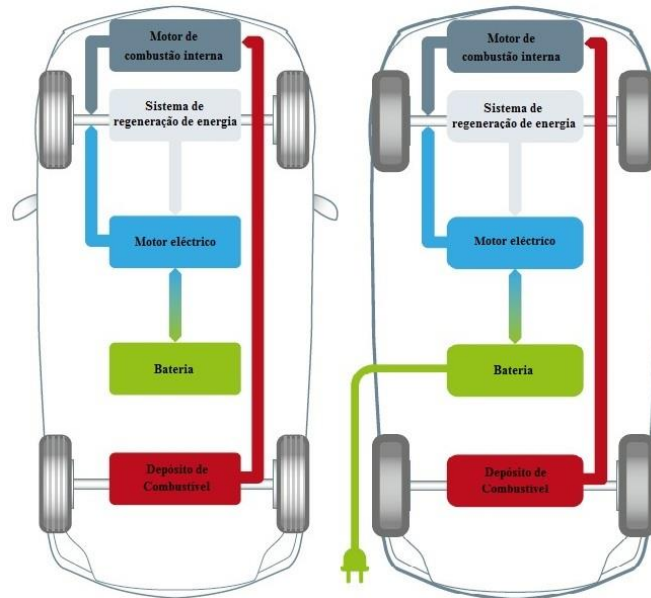 Motor de
combustão interna
Sistema de
regeneração de energia
Motor eléctrico
Bateria
Depósito de
Combustível
Motor de
combustão interna
Sistema de
regeneração de energia
Motor eléctrico
Bateria
Depósito de
Combustível